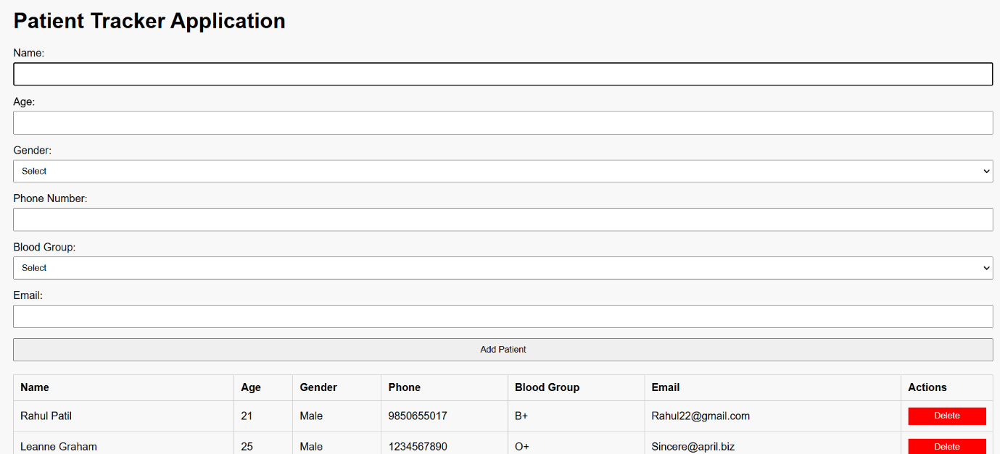 Patient Tracker Application
Name:
Age:
Gender:
Select
Phone Number:
Blood Group:
Select
Email:
Add Patient
Name Age Gender Phone Blood Group Email Actions
Rahul Patil 21 Male 9850655017 B+ Rahul22@gmail.com Delete
Leanne Graham 25 Male 1234567890 O+ Sincere@april.biz Delete